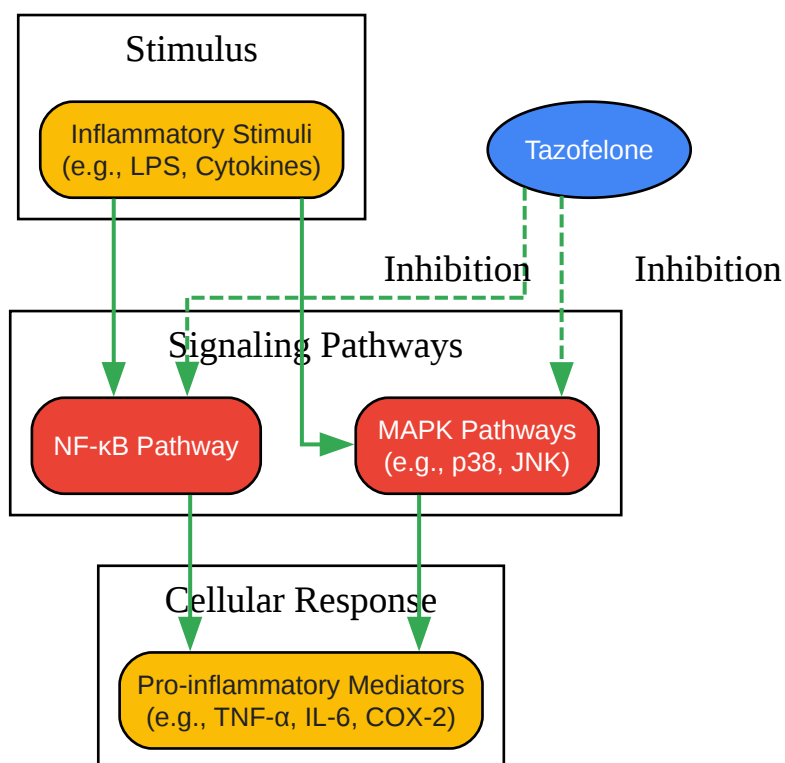 Stimulus
Inflammatory Stimuli
(e.g., LPS, Cytokines)
Tazofelone
Inhibition
Inhibition
Signaling Pathways
NF-κB Pathway
MAPK Pathways
(e.g., p38, JNK)
Cellular Response
Pro-inflammatory Mediators
(e.g., TNF-α, IL-6, COX-2)